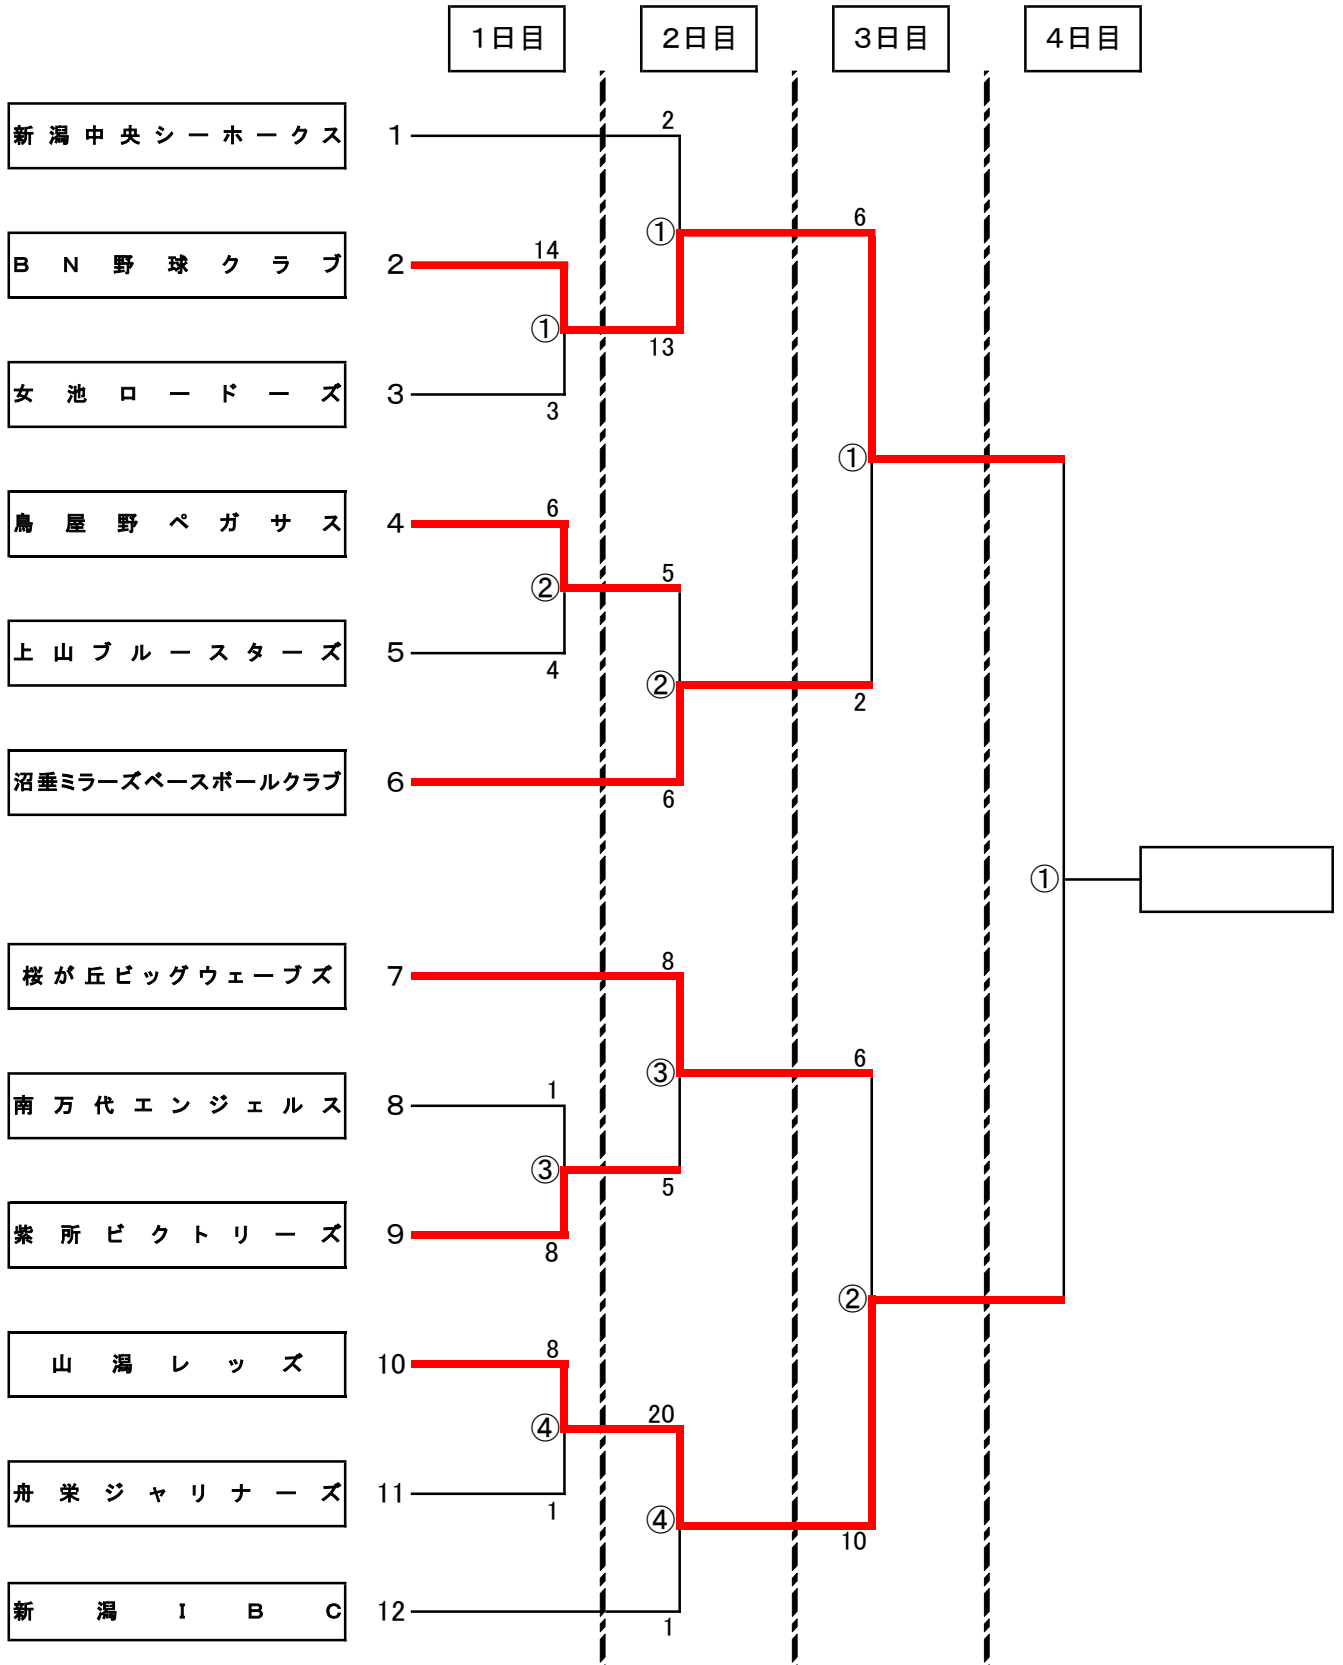 １日目 ２日目 ３日目 ４日目
2
新潟中央シーホークス 1
6
①
14
ＢＮ野球クラブ 2
①
13
女池ロードーズ 3
3
①
6
鳥屋野ペガサス 4
5
②
上山ブルースターズ 5
4
②
2
沼垂ミラーズベースボールクラブ 6
6
①
8
桜が丘ビッグウェーブズ 7
6
③
1
南万代エンジェルス 8
③
5
紫所ビクトリーズ 9
8
②
8
山潟レッズ 10
20
④
舟栄ジャリナーズ 11
1
④
10
新潟ＩＢＣ 12
1